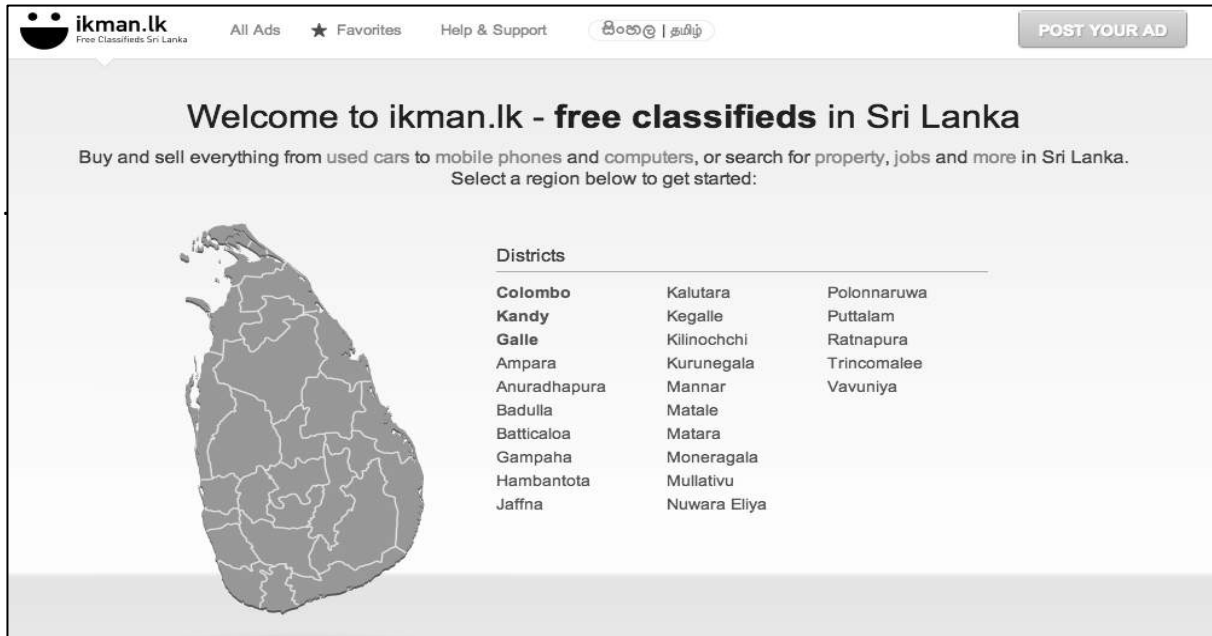 ikman.lk
Free Classifieds Sri Lanka
All Ads
Favorites
Help & Support
සිංහල | தமிழ்
POST YOUR AD
Welcome to ikman.lk - free classifieds in Sri Lanka
Buy and sell everything from used cars to mobile phones and computers, or search for property, jobs and more in Sri Lanka.
Select a region below to get started:
Districts
Colombo
Kandy
Galle
Ampara
Anuradhapura
Badulla
Batticaloa
Gampaha
Hambantota
Jaffna
Kalutara
Kegalle
Kilinochchi
Kurunegala
Mannar
Matale
Matara
Moneragala
Mullativu
Nuwara Eliya
Polonnaruwa
Puttalam
Ratnapura
Trincomalee
Vavuniya